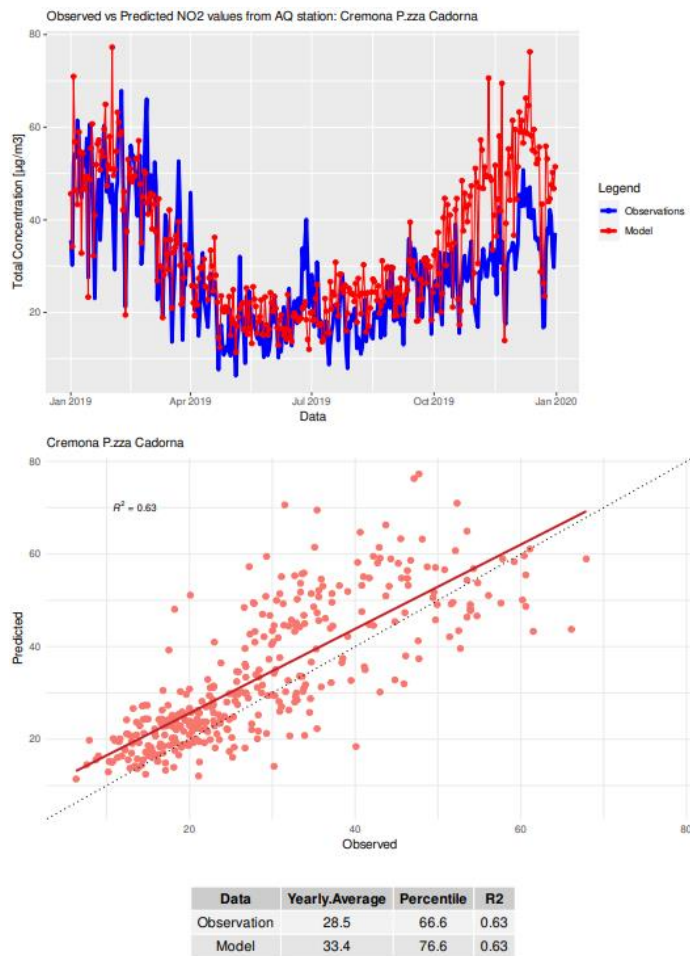 Observed vs Predicted NO2 values from AQ station: Cremona P.zza Cadorna
80
60
40
20
Total Concentration [µg/m3]
Jan 2019 Apr 2019 Jul 2019 Oct 2019 Jan 2020
Data
Legend
Observations
Model
Cremona P.zza Cadorna
80
R² = 0.63
60
40
20
Predicted
20 40 60 80
Observed
Data Yearly.Average Percentile R2
Observation 28.5 66.6 0.63
Model 33.4 76.6 0.63